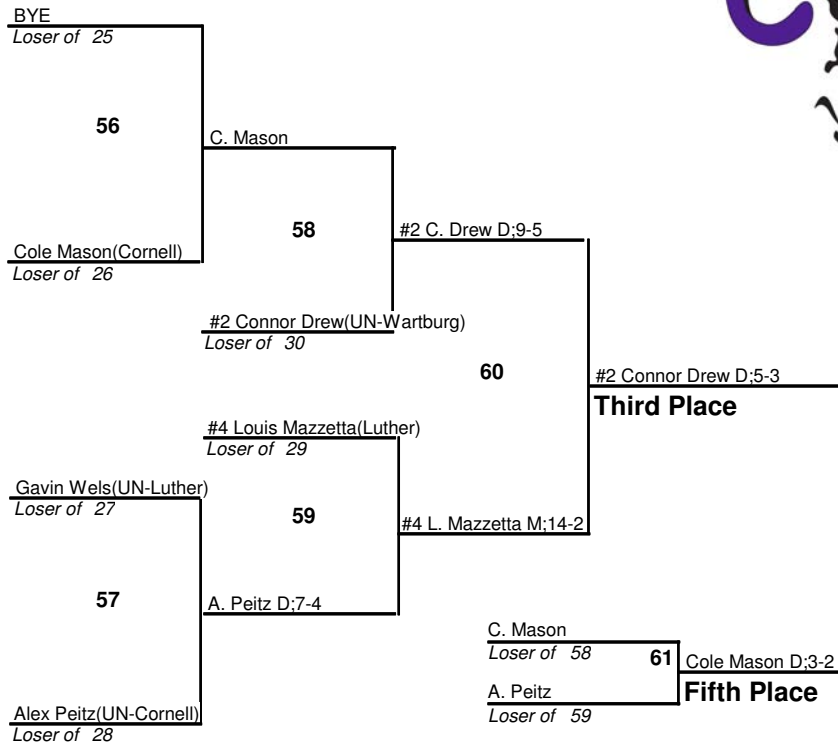 BYE
Loser of 25
56
C. Mason
Cole Mason(Cornell)
Loser of 26
58
#2 C. Drew D;9-5
#2 Connor Drew(UN-Wartburg)
Loser of 30
60
#2 Connor Drew D;5-3
Third Place
#4 Louis Mazzetta(Luther)
Loser of 29
Gavin Wels(UN-Luther)
Loser of 27
59
#4 L. Mazzetta M;14-2
57
A. Peitz D;7-4
Alex Peitz(UN-Cornell)
Loser of 28
C. Mason
Loser of 58
61
Cole Mason D;3-2
Fifth Place
A. Peitz
Loser of 59